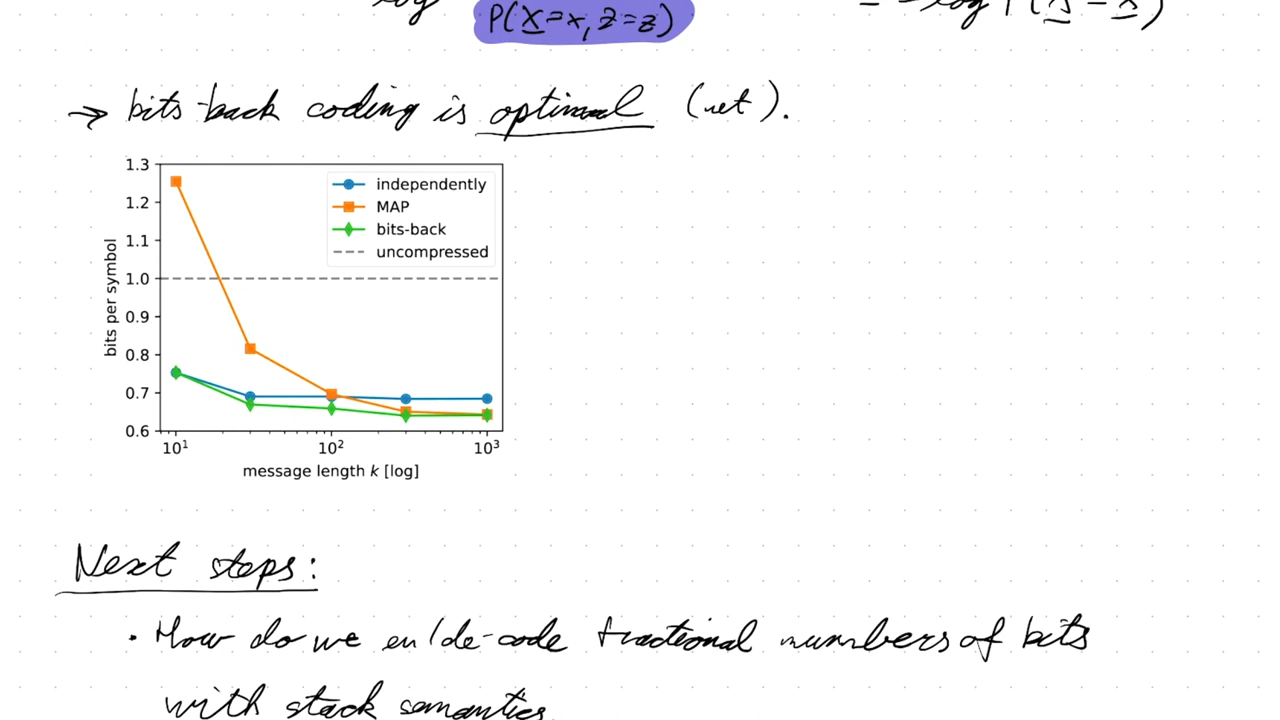 log P(X=x, Z=z) = -log P(X=x)
→ bits-back coding is optimal (net).
1.3
1.2
1.1
1.0
0.9
0.8
0.7
0.6
bits per symbol
independently
MAP
bits-back
uncompressed
10¹ 10² 10³
message length k [log]
Next steps:
· How do we en/de-code fractional numbers of bits
with stack semantics